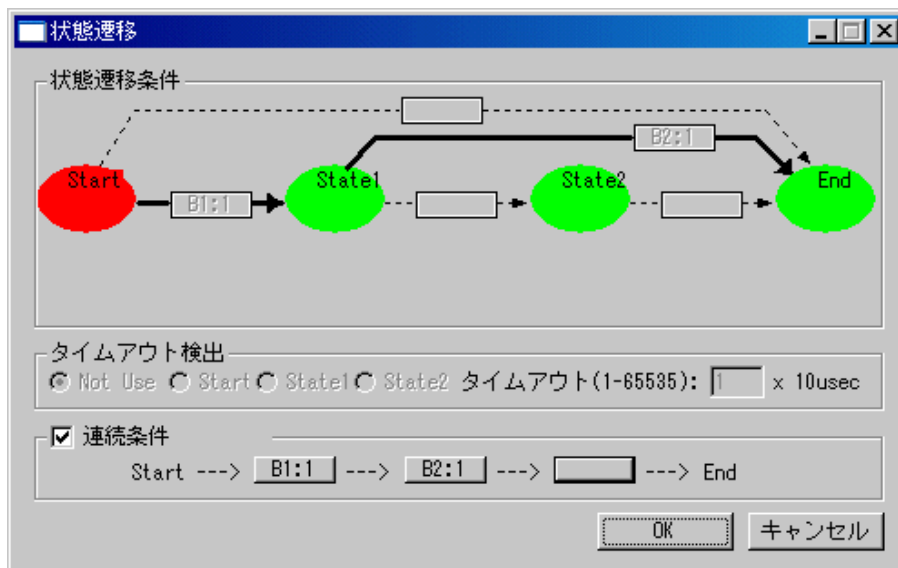 状態遷移
状態遷移条件
B2:1
Start State1 State2 End
B1:1
タイムアウト検出
Not Use Start State1 State2 タイムアウト(1-65535): 1 x 10usec
連続条件
Start ---> B1:1 ---> B2:1 ---> ---> End
OK キャンセル